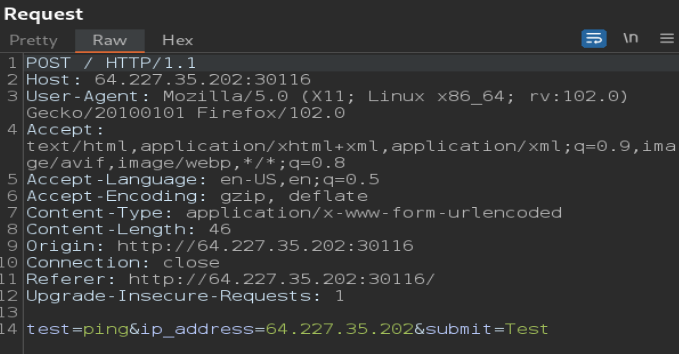 Request
Pretty Raw Hex \n
1 POST / HTTP/1.1
2 Host: 64.227.35.202:30116
3 User-Agent: Mozilla/5.0 (X11; Linux x86_64; rv:102.0)
Gecko/20100101 Firefox/102.0
4 Accept:
text/html,application/xhtml+xml,application/xml;q=0.9,ima
ge/avif,image/webp,*/*;q=0.8
5 Accept-Language: en-US,en;q=0.5
6 Accept-Encoding: gzip, deflate
7 Content-Type: application/x-www-form-urlencoded
8 Content-Length: 46
9 Origin: http://64.227.35.202:30116
10 Connection: close
11 Referer: http://64.227.35.202:30116/
12 Upgrade-Insecure-Requests: 1
13
14 test=ping&ip_address=64.227.35.202&submit=Test